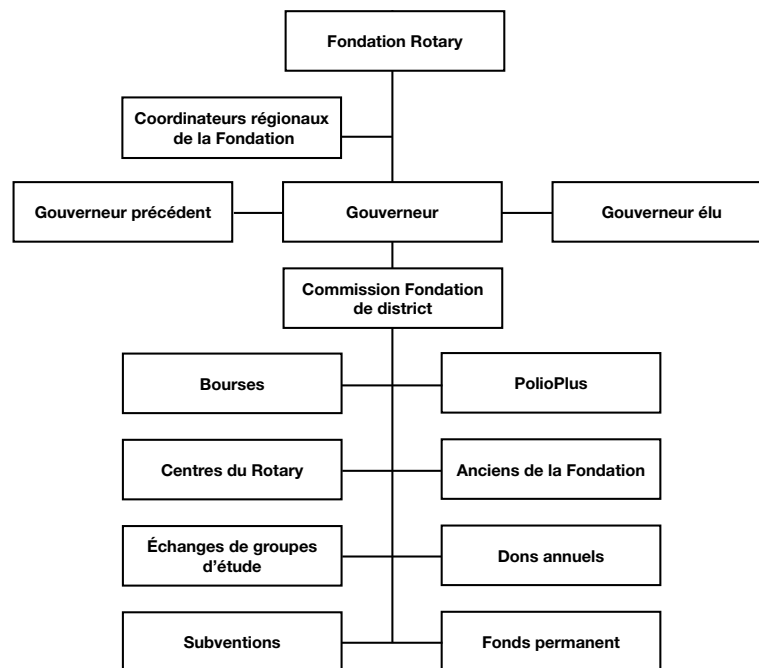 Fondation Rotary
Coordinateurs régionaux
de la Fondation
Gouverneur précédent
Gouverneur
Gouverneur élu
Commission Fondation
de district
Bourses
PolioPlus
Centres du Rotary
Anciens de la Fondation
Échanges de groupes
d’étude
Dons annuels
Subventions
Fonds permanent